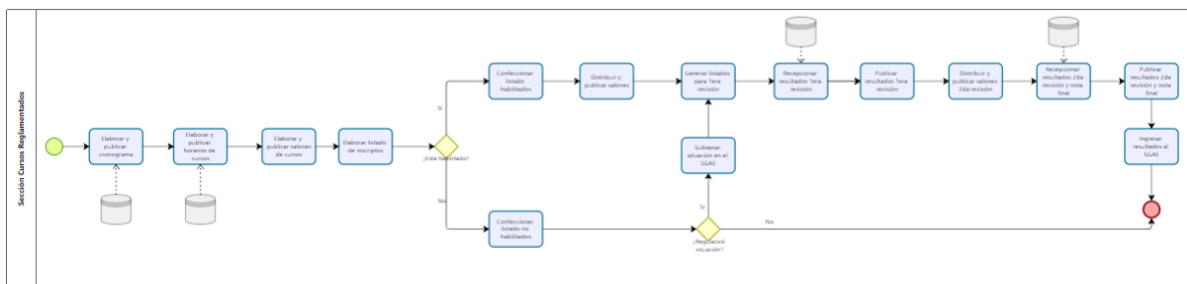 Sección Cursos Reglamentados
Elaborar y
publicar
cronograma
Elaborar y
publicar
horarios de
cursos
Elaborar y
publicar salones
de cursos
Elaborar listado
de inscriptos
¿Está habilitado?
Sí
Confeccionar
listado
habilitados
Distribuir y
publicar salones
Generar listados
para 1era
revisión
Recepcionar
resultados 1era
revisión
Publicar
resultados 1era
revisión
Distribuir y
publicar salones
2da revisión
Recepcionar
resultados 2da
revisión y nota
final
Publicar
resultados 2da
revisión y nota
final
Ingresar
resultados al
SGAE
Subsanar
situación en el
SGAE
No
Confeccionar
listado no
habilitados
Sí
¿Regularizó
situación?
No